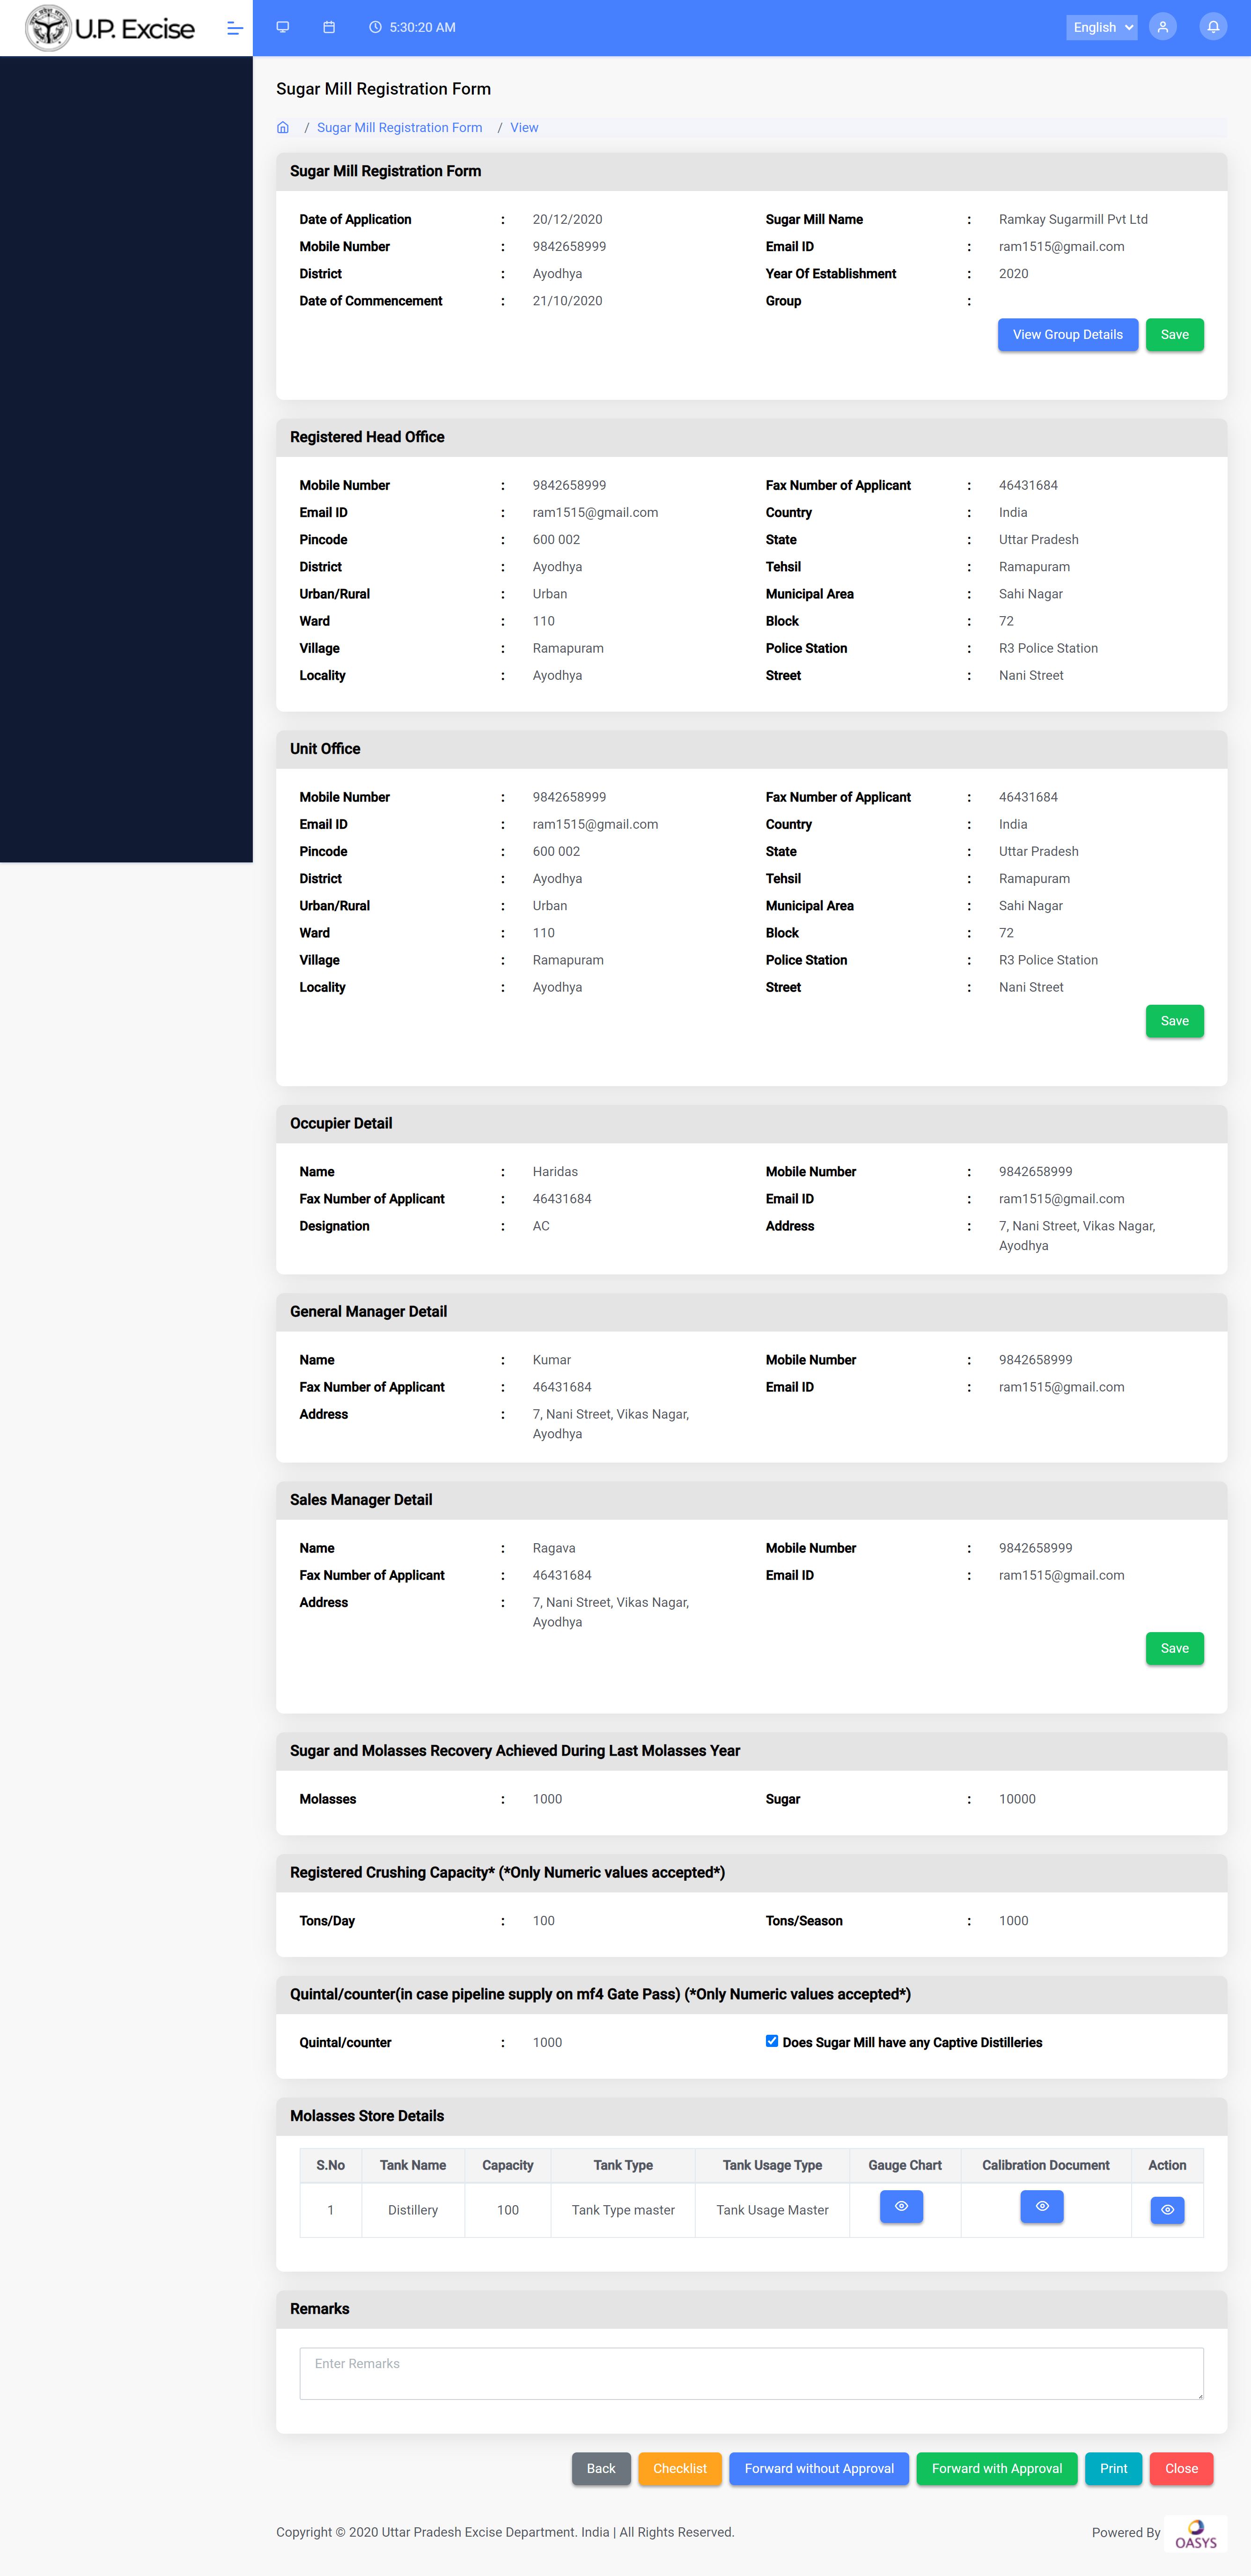 U.P. Excise
5:30:20 AM
English
Sugar Mill Registration Form
/ Sugar Mill Registration Form / View
Sugar Mill Registration Form
Date of Application : 20/12/2020 Sugar Mill Name : Ramkay Sugarmill Pvt Ltd
Mobile Number : 9842658999 Email ID : ram1515@gmail.com
District : Ayodhya Year Of Establishment : 2020
Date of Commencement : 21/10/2020 Group :
View Group Details Save
Registered Head Office
Mobile Number : 9842658999 Fax Number of Applicant : 46431684
Email ID : ram1515@gmail.com Country : India
Pincode : 600 002 State : Uttar Pradesh
District : Ayodhya Tehsil : Ramapuram
Urban/Rural : Urban Municipal Area : Sahi Nagar
Ward : 110 Block : 72
Village : Ramapuram Police Station : R3 Police Station
Locality : Ayodhya Street : Nani Street
Unit Office
Mobile Number : 9842658999 Fax Number of Applicant : 46431684
Email ID : ram1515@gmail.com Country : India
Pincode : 600 002 State : Uttar Pradesh
District : Ayodhya Tehsil : Ramapuram
Urban/Rural : Urban Municipal Area : Sahi Nagar
Ward : 110 Block : 72
Village : Ramapuram Police Station : R3 Police Station
Locality : Ayodhya Street : Nani Street
Save
Occupier Detail
Name : Haridas Mobile Number : 9842658999
Fax Number of Applicant : 46431684 Email ID : ram1515@gmail.com
Designation : AC Address : 7, Nani Street, Vikas Nagar,
Ayodhya
General Manager Detail
Name : Kumar Mobile Number : 9842658999
Fax Number of Applicant : 46431684 Email ID : ram1515@gmail.com
Address : 7, Nani Street, Vikas Nagar,
Ayodhya
Sales Manager Detail
Name : Ragava Mobile Number : 9842658999
Fax Number of Applicant : 46431684 Email ID : ram1515@gmail.com
Address : 7, Nani Street, Vikas Nagar,
Ayodhya
Save
Sugar and Molasses Recovery Achieved During Last Molasses Year
Molasses : 1000 Sugar : 10000
Registered Crushing Capacity* (*Only Numeric values accepted*)
Tons/Day : 100 Tons/Season : 1000
Quintal/counter(in case pipeline supply on mf4 Gate Pass) (*Only Numeric values accepted*)
Quintal/counter : 1000 Does Sugar Mill have any Captive Distilleries
Molasses Store Details
S.No Tank Name Capacity Tank Type Tank Usage Type Gauge Chart Calibration Document Action
1 Distillery 100 Tank Type master Tank Usage Master
Remarks
Enter Remarks
Back Checklist Forward without Approval Forward with Approval Print Close
Copyright © 2020 Uttar Pradesh Excise Department. India | All Rights Reserved. Powered By OASYS